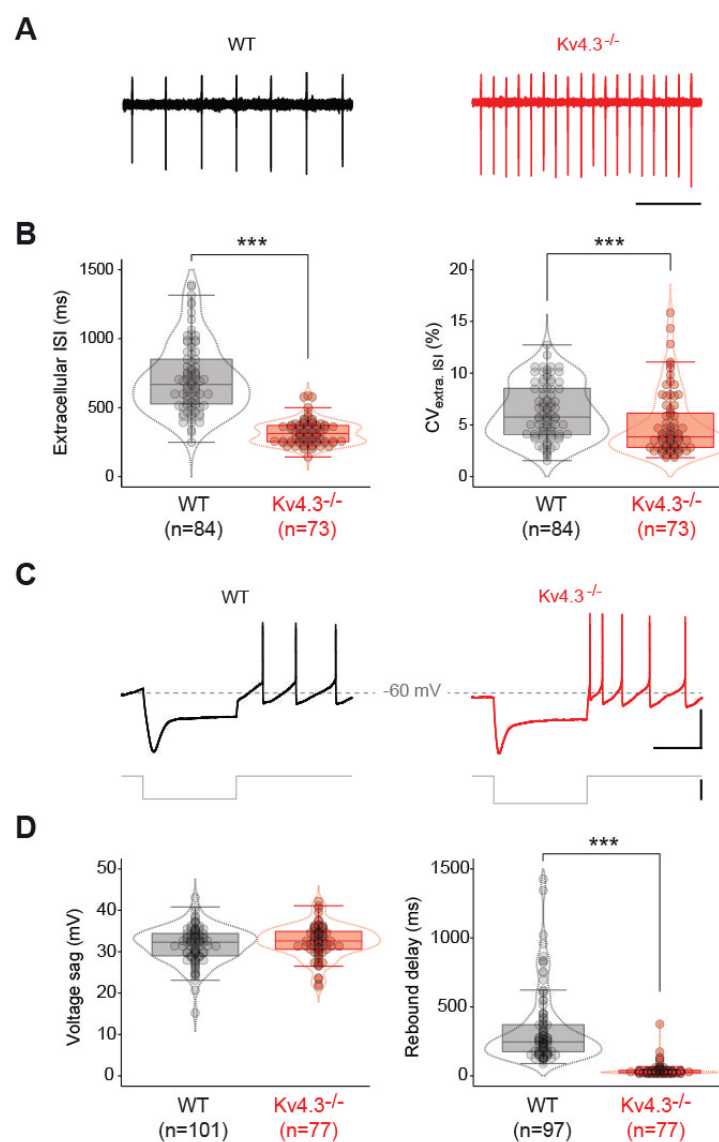 A
WT
Kv4.3-/-
B
***
***
Extracellular ISI (ms)
1500
1000
500
0
WT
(n=84)
Kv4.3-/-
(n=73)
CVextra. ISI (%)
20
15
10
5
0
WT
(n=84)
Kv4.3-/-
(n=73)
C
WT
Kv4.3-/-
-60 mV
D
Voltage sag (mV)
50
40
30
20
10
0
WT
(n=101)
Kv4.3-/-
(n=77)
***
Rebound delay (ms)
1500
1000
500
0
WT
(n=97)
Kv4.3-/-
(n=77)